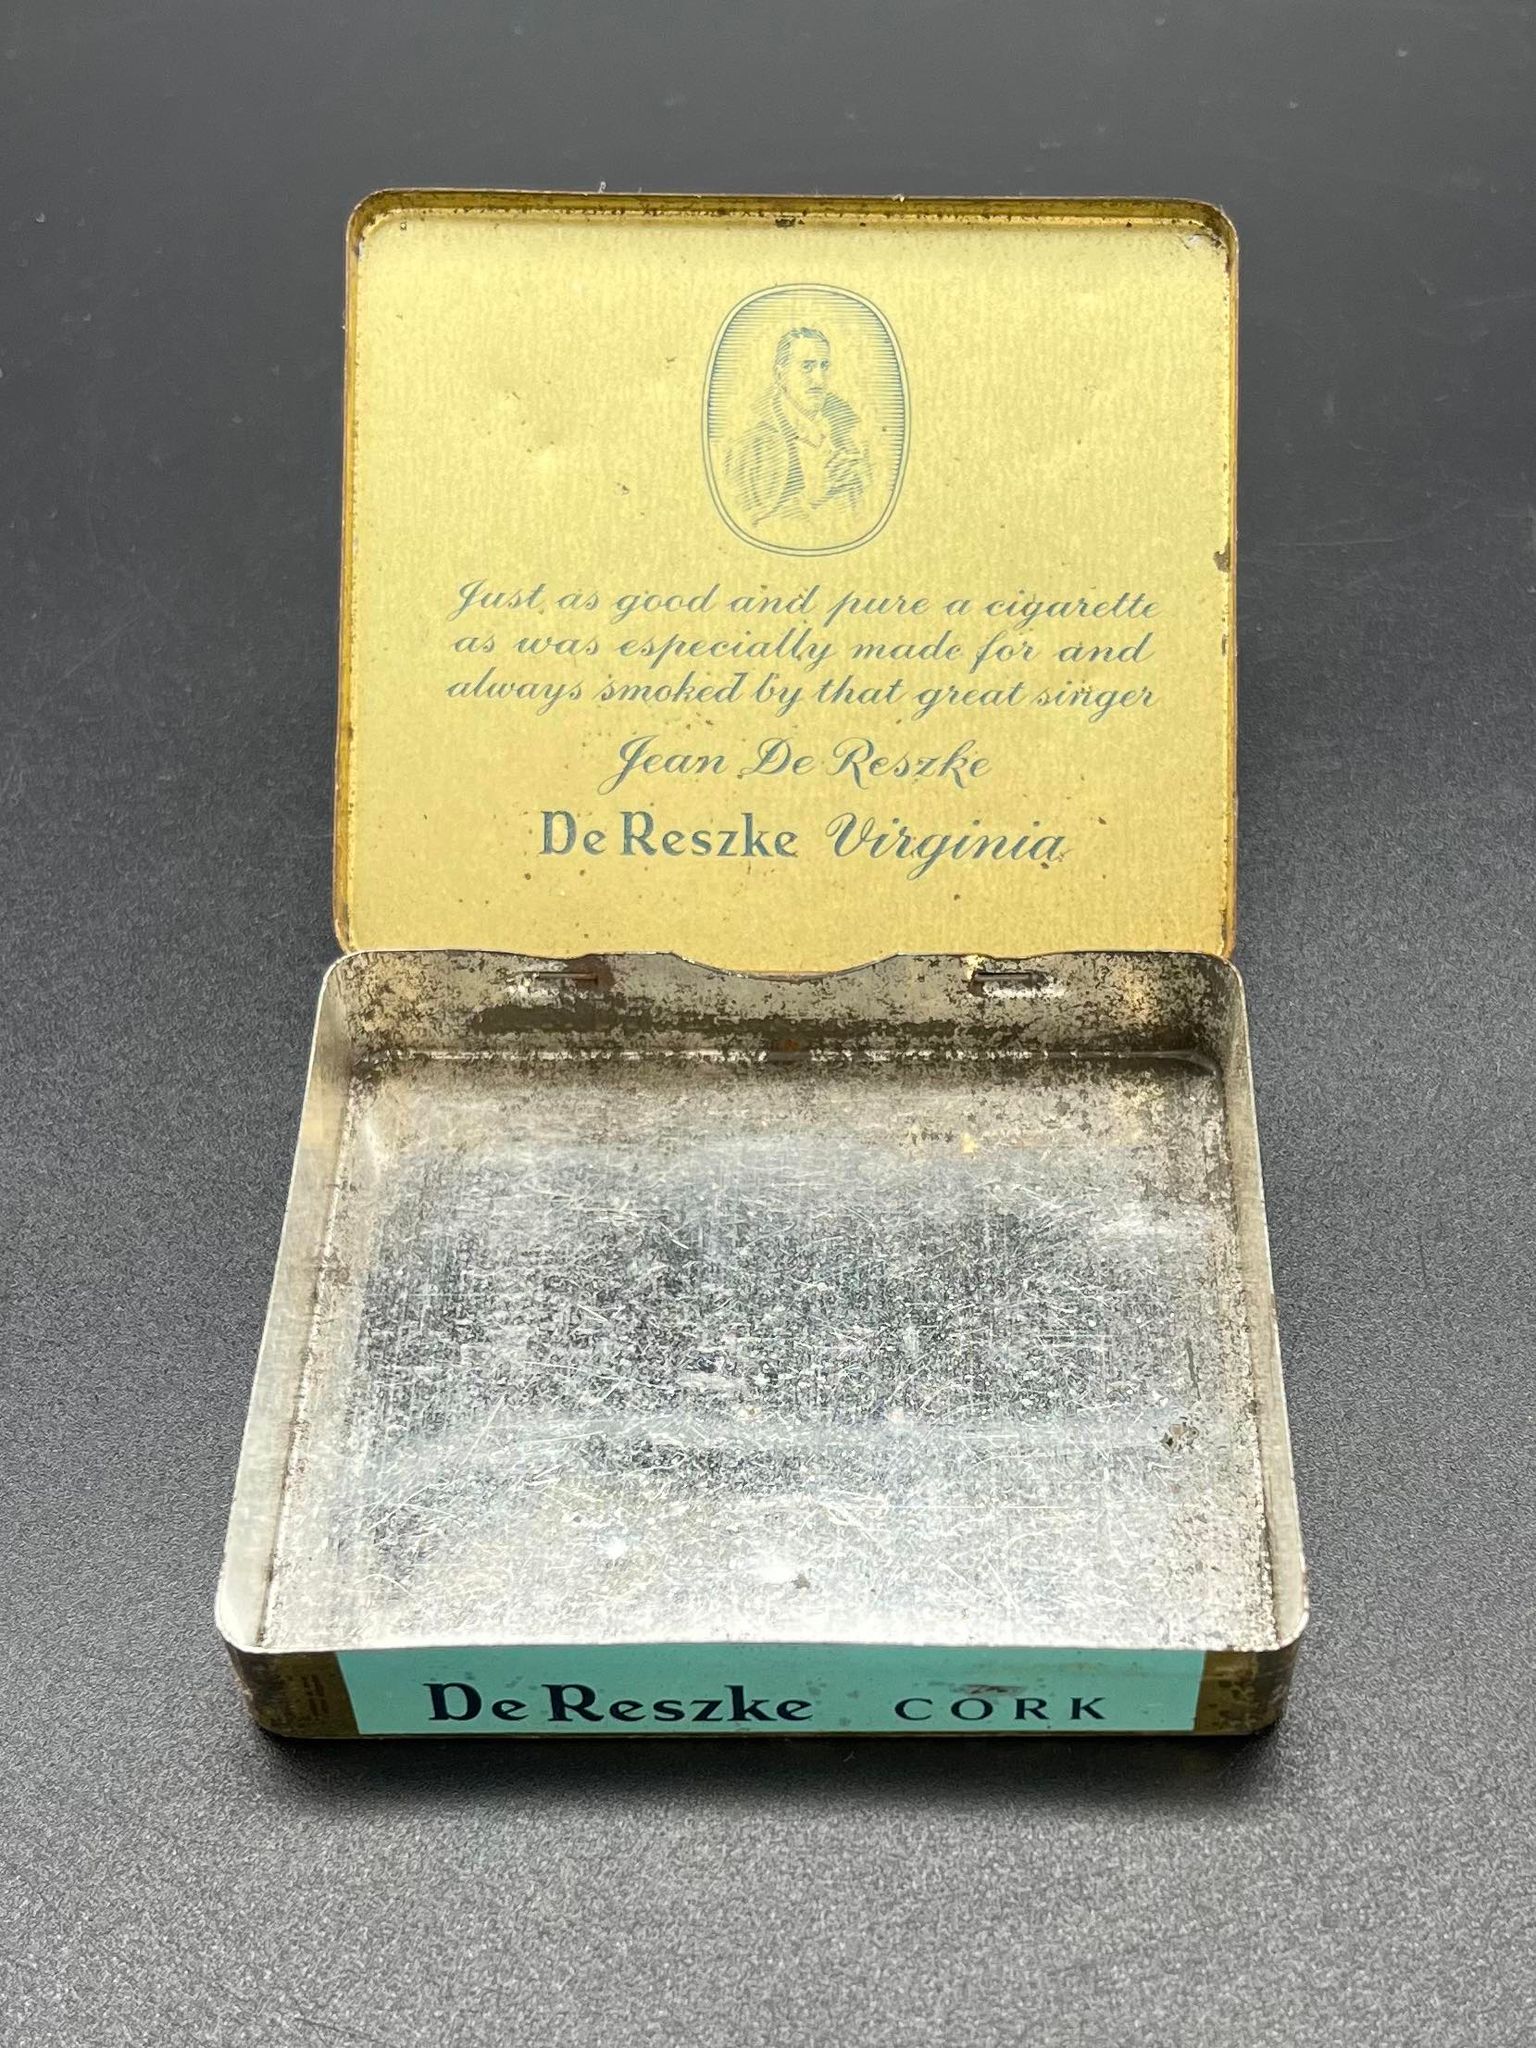 Just as good and pure a cigarette
as was especially made for and
always smoked by that great singer
Jean De Reszke
De Reszke Virginia
De Reszke CORK